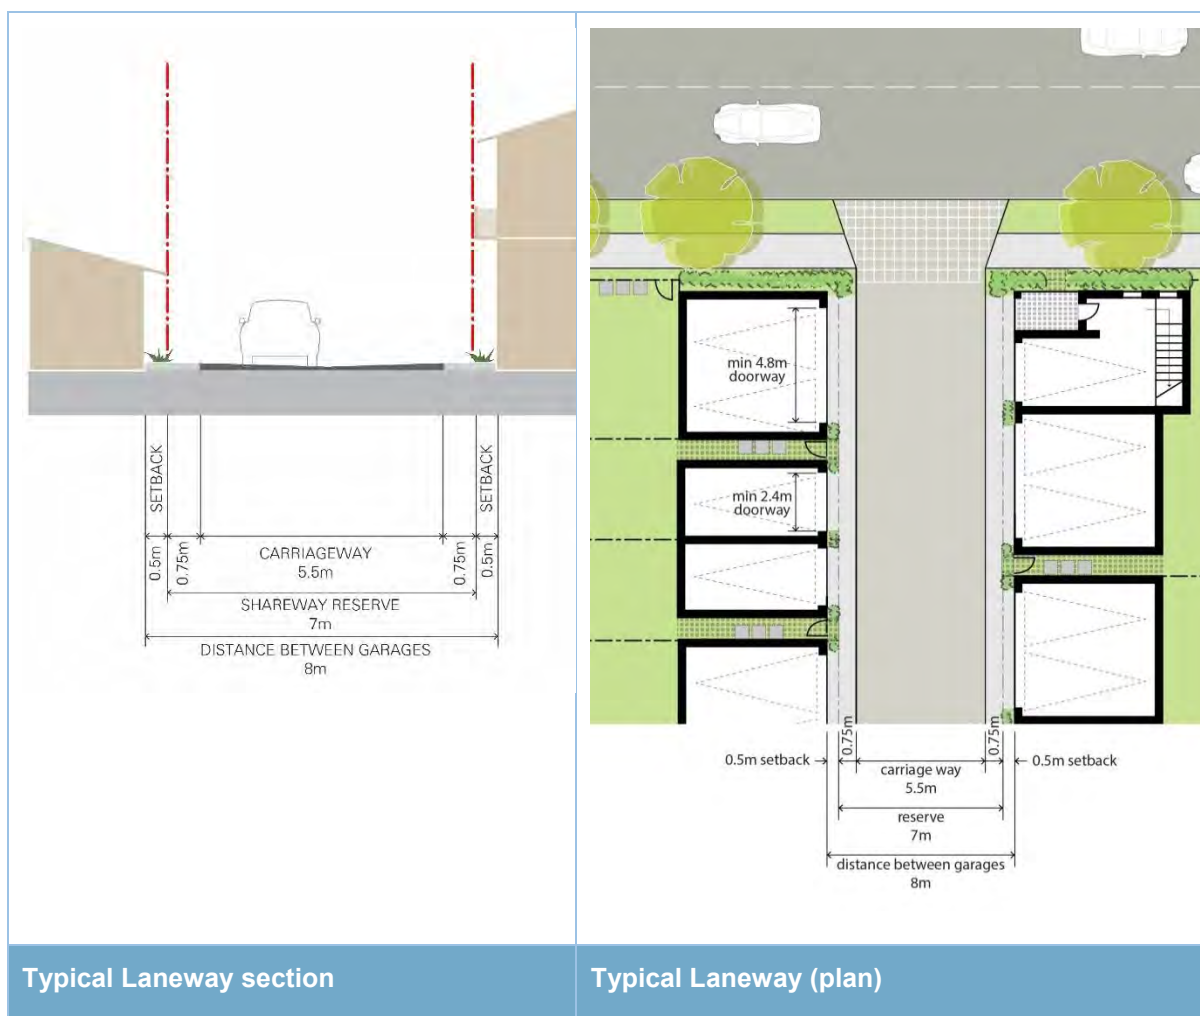 SETBACK
SETBACK
0.5m
0.75m
CARRIAGEWAY
5.5m
0.75m
0.5m
SHAREWAY RESERVE
7m
DISTANCE BETWEEN GARAGES
8m
min 4.8m
doorway
min 2.4m
doorway
0.75m
0.75m
0.5m setback
carriage way
5.5m
0.5m setback
reserve
7m
distance between garages
8m
Typical Laneway section
Typical Laneway (plan)